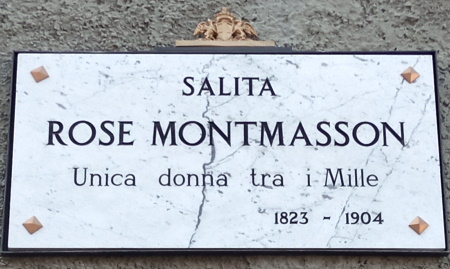 SALITA
ROSE MONTMASSON
Unica donna tra i Mille
1823 - 1904